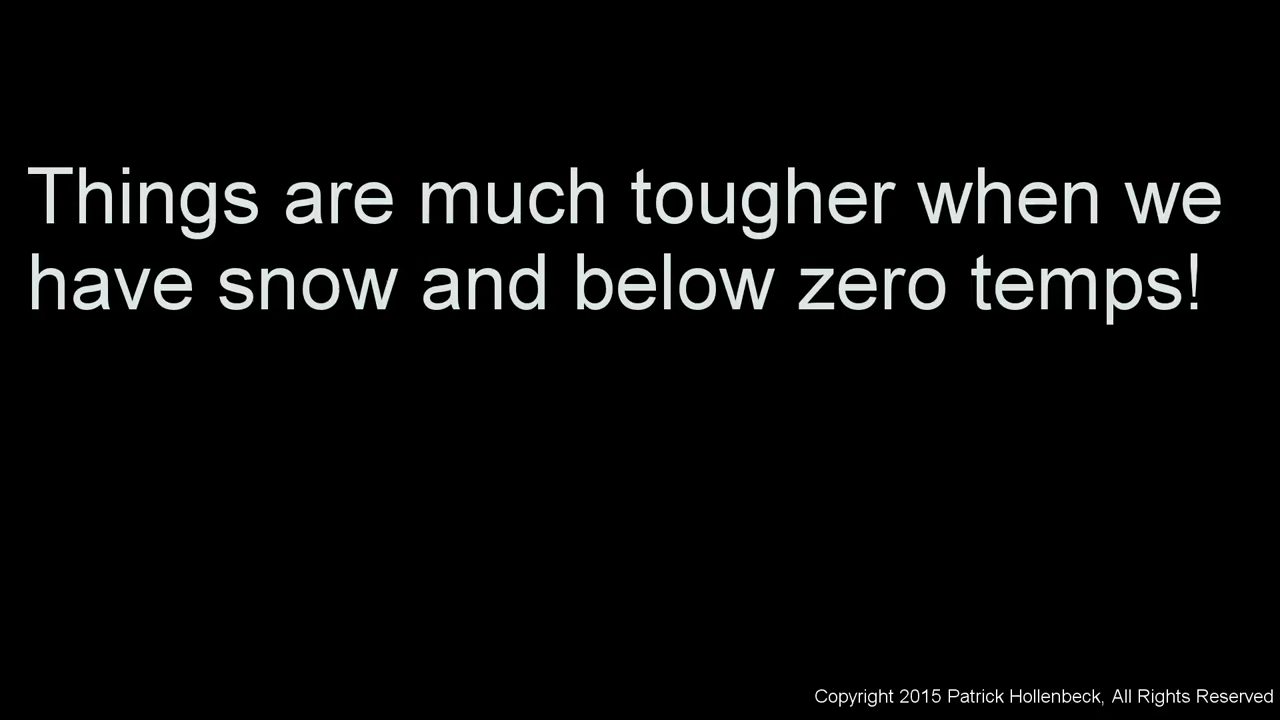 Things are much tougher when we
have snow and below zero temps!
Copyright 2015 Patrick Hollenbeck, All Rights Reserved